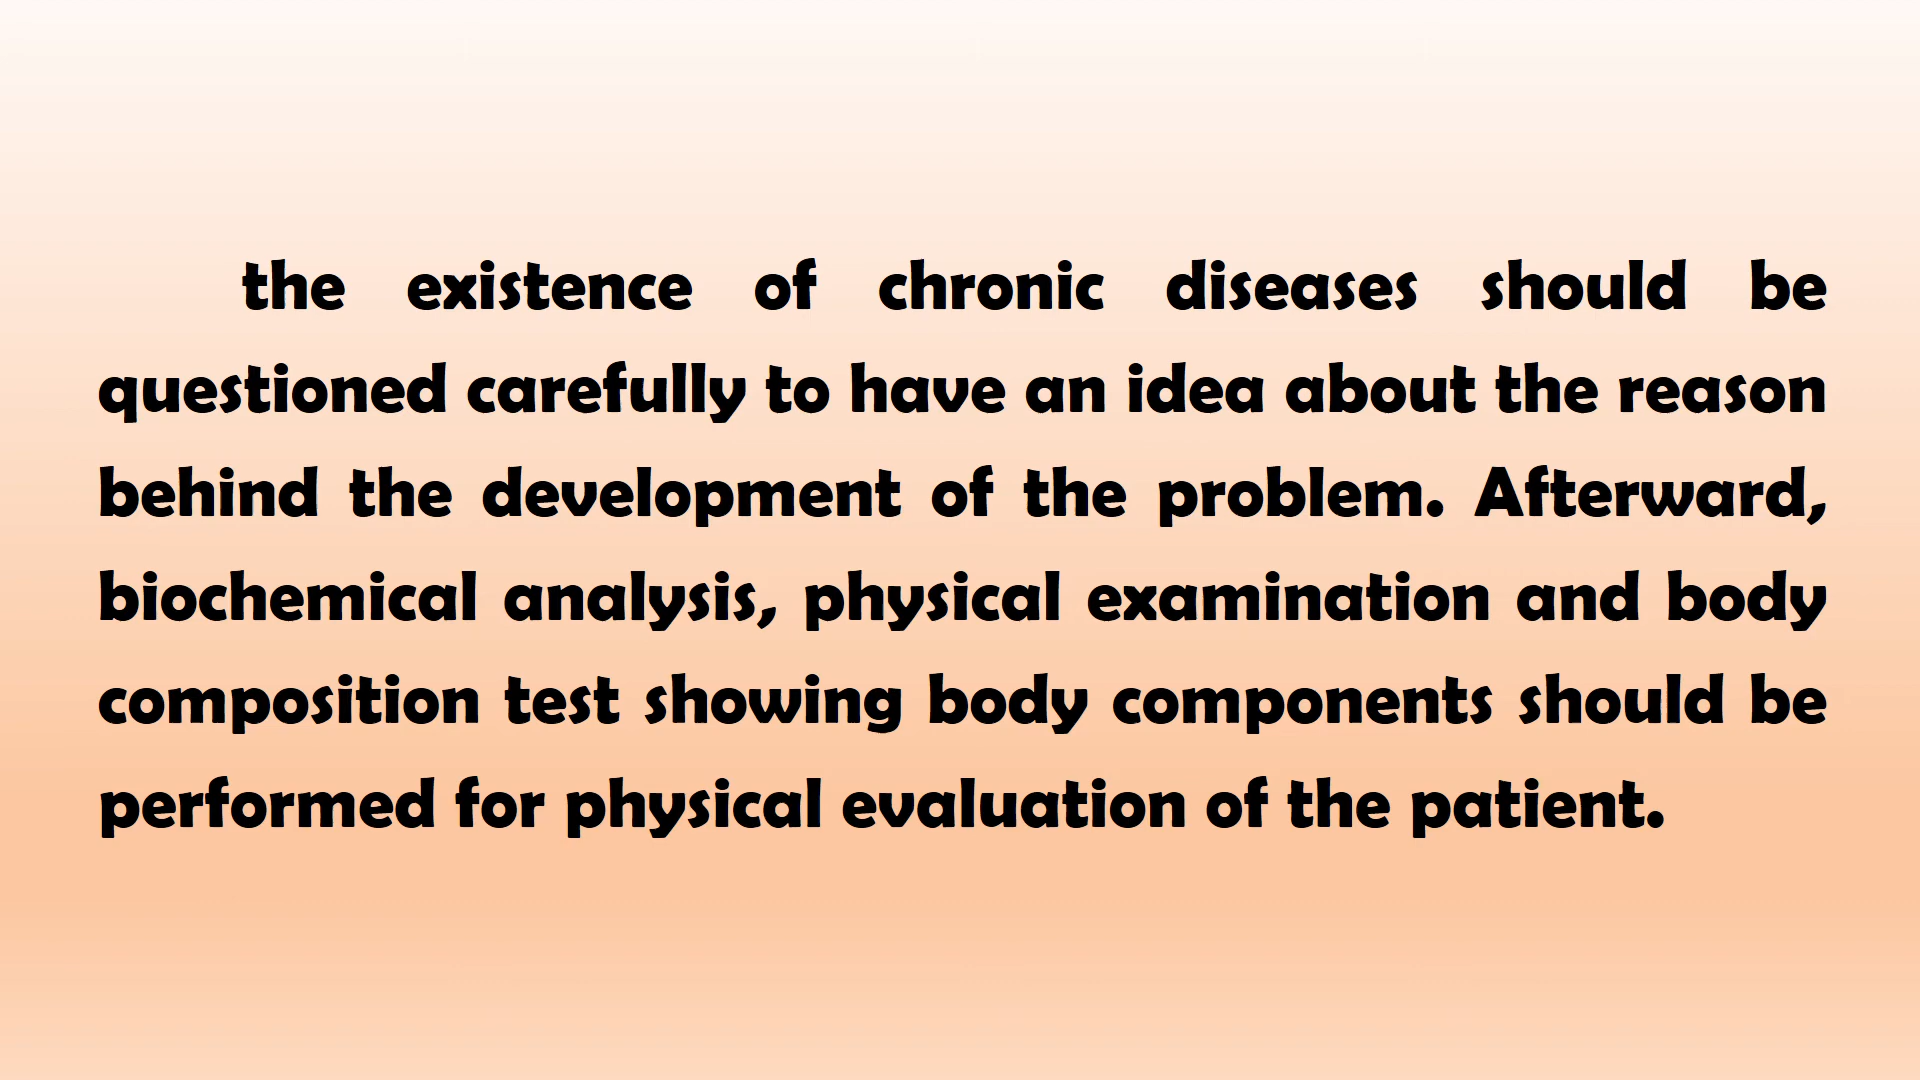 the existence of chronic diseases should be
questioned carefully to have an idea about the reason
behind the development of the problem. Afterward,
biochemical analysis, physical examination and body
composition test showing body components should be
performed for physical evaluation of the patient.